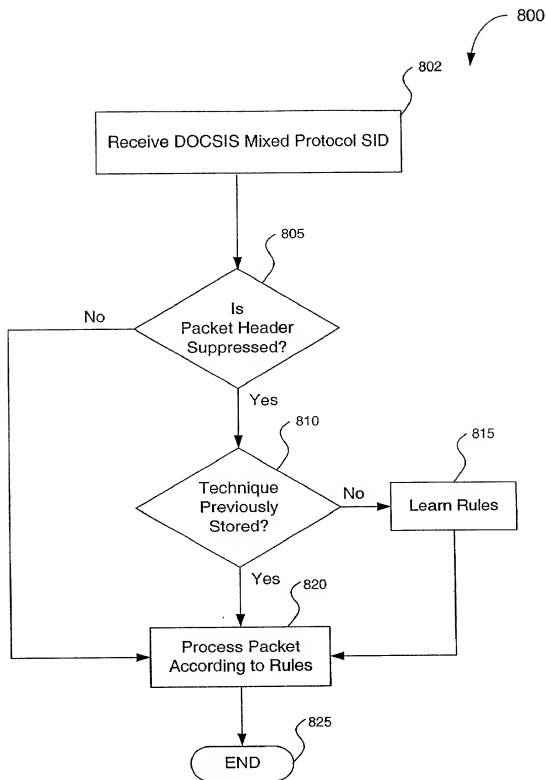 800
802
Receive DOCSIS Mixed Protocol SID
805
Is
Packet Header
Suppressed?
No
Yes
810
815
Technique
Previously
Stored?
No
Learn Rules
Yes
820
Process Packet
According to Rules
825
END